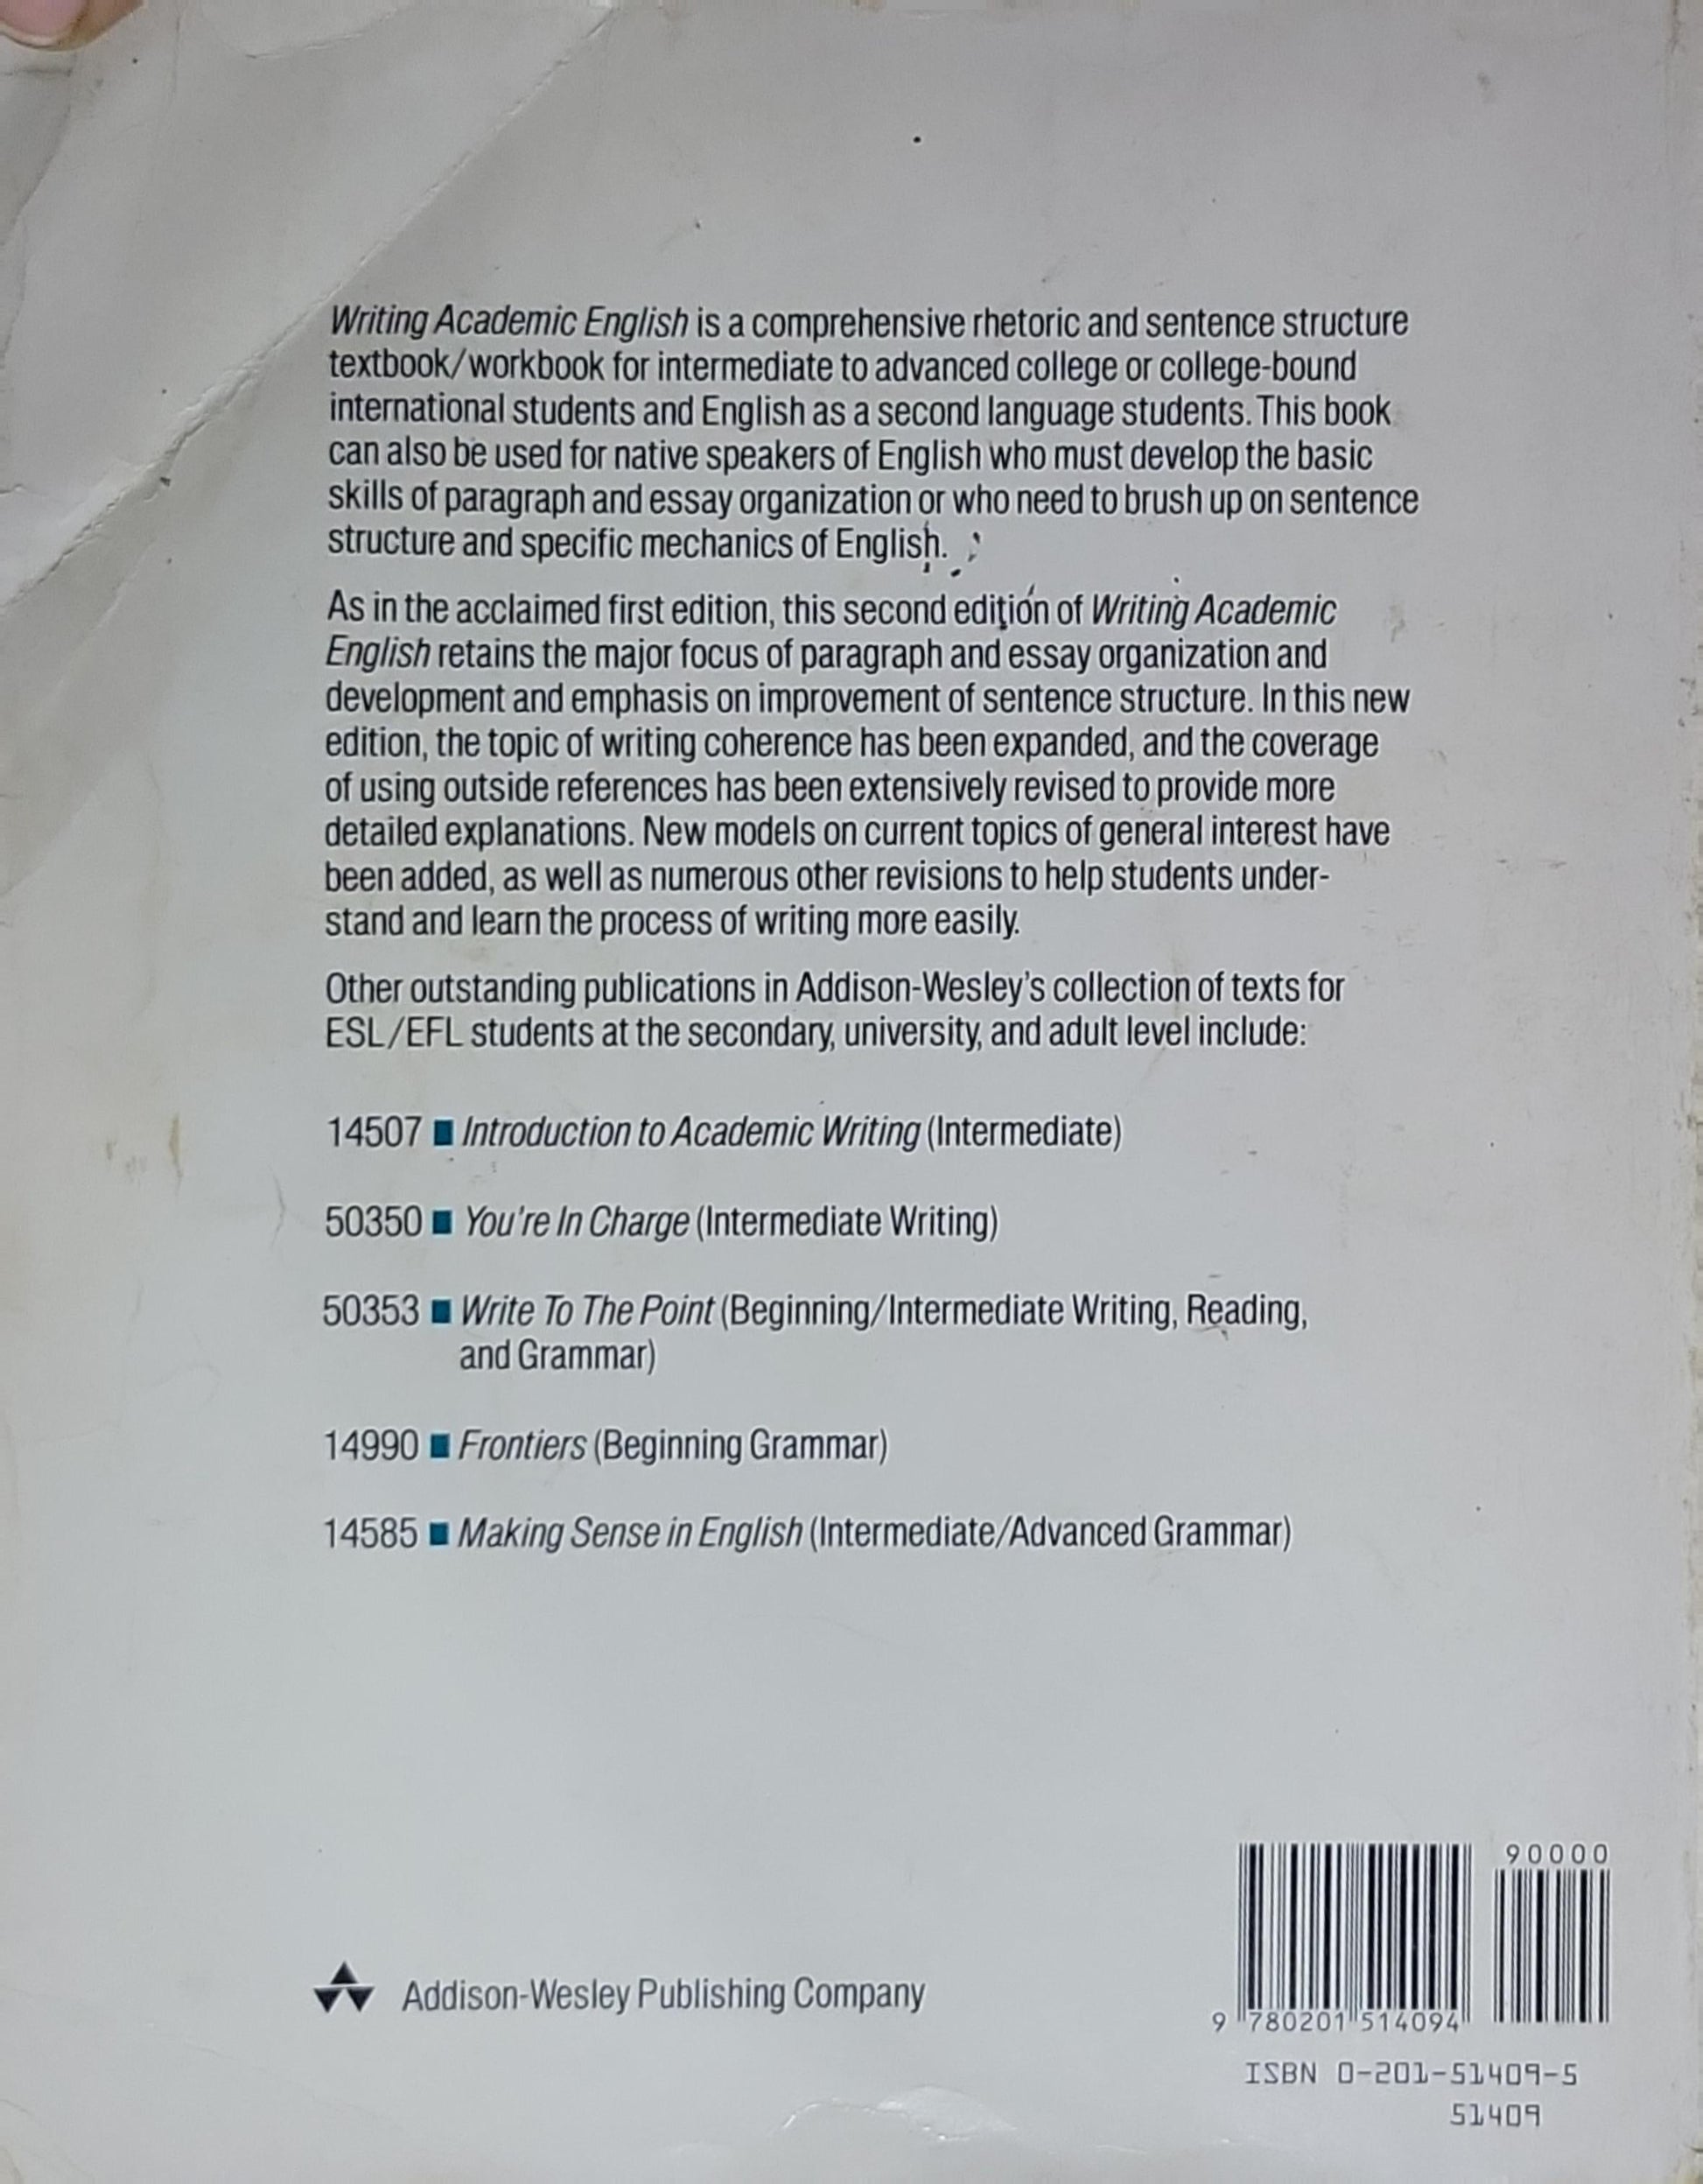 Writing Academic English is a comprehensive rhetoric and sentence structure
textbook/workbook for intermediate to advanced college or college-bound
international students and English as a second language students. This book
can also be used for native speakers of English who must develop the basic
skills of paragraph and essay organization or who need to brush up on sentence
structure and specific mechanics of English.
As in the acclaimed first edition, this second edition of Writing Academic
English retains the major focus of paragraph and essay organization and
development and emphasis on improvement of sentence structure. In this new
edition, the topic of writing coherence has been expanded, and the coverage
of using outside references has been extensively revised to provide more
detailed explanations. New models on current topics of general interest have
been added, as well as numerous other revisions to help students under-
stand and learn the process of writing more easily.
Other outstanding publications in Addison-Wesley's collection of texts for
ESL/EFL students at the secondary, university, and adult level include:
14507 ■ Introduction to Academic Writing (Intermediate)
50350 ■ You're In Charge (Intermediate Writing)
50353 ■ Write To The Point (Beginning/Intermediate Writing, Reading,
and Grammar)
14990 ■ Frontiers (Beginning Grammar)
14585 ■ Making Sense in English (Intermediate/Advanced Grammar)
Addison-Wesley Publishing Company
90000
9 780201 514094
ISBN 0-201-51409-5
51409